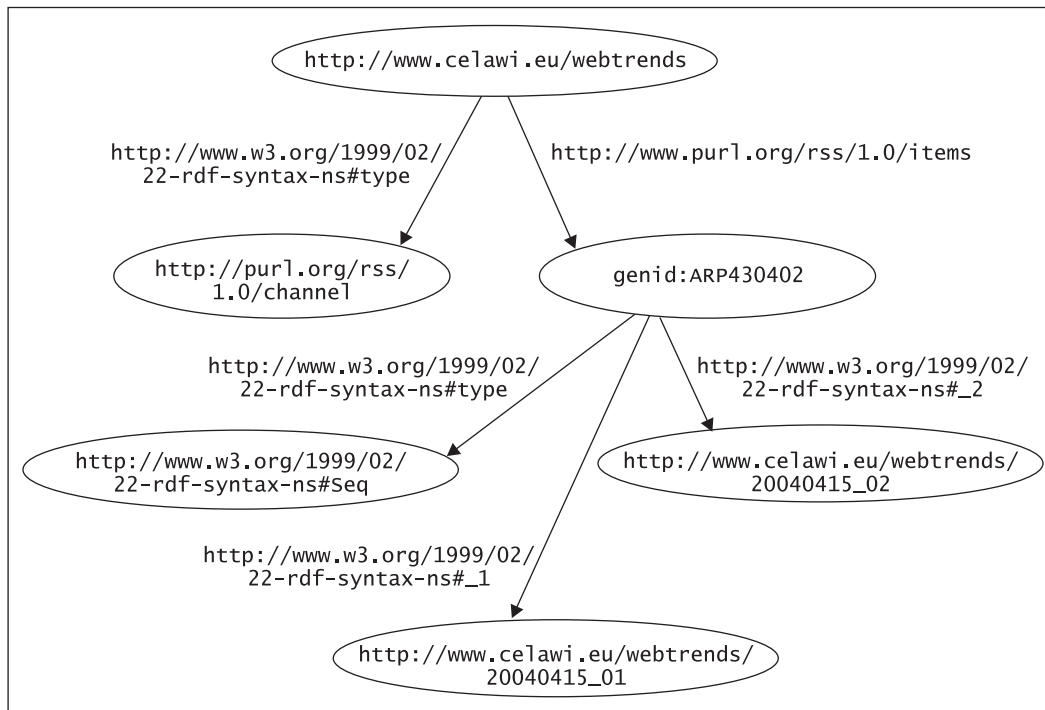 http://www.celawi.eu/webtrends
http://www.w3.org/1999/02/
22-rdf-syntax-ns#type
http://www.purl.org/rss/1.0/items
http://purl.org/rss/
1.0/channel
genid:ARP430402
http://www.w3.org/1999/02/
22-rdf-syntax-ns#type
http://www.w3.org/1999/02/
22-rdf-syntax-ns#_2
http://www.w3.org/1999/02/
22-rdf-syntax-ns#Seq
http://www.celawi.eu/webtrends/
20040415_02
http://www.w3.org/1999/02/
22-rdf-syntax-ns#_1
http://www.celawi.eu/webtrends/
20040415_01